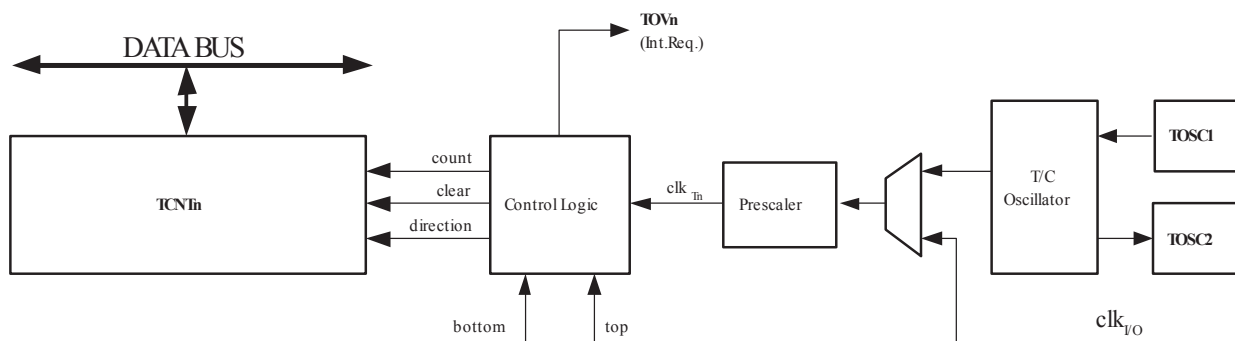 TOVn
(Int.Req.)
DATA BUS
TOSC1
count
T/C
Oscillator
clk Tn
Prescaler
TCNTn
clear
Control Logic
direction
TOSC2
bottom
top
clkI/O